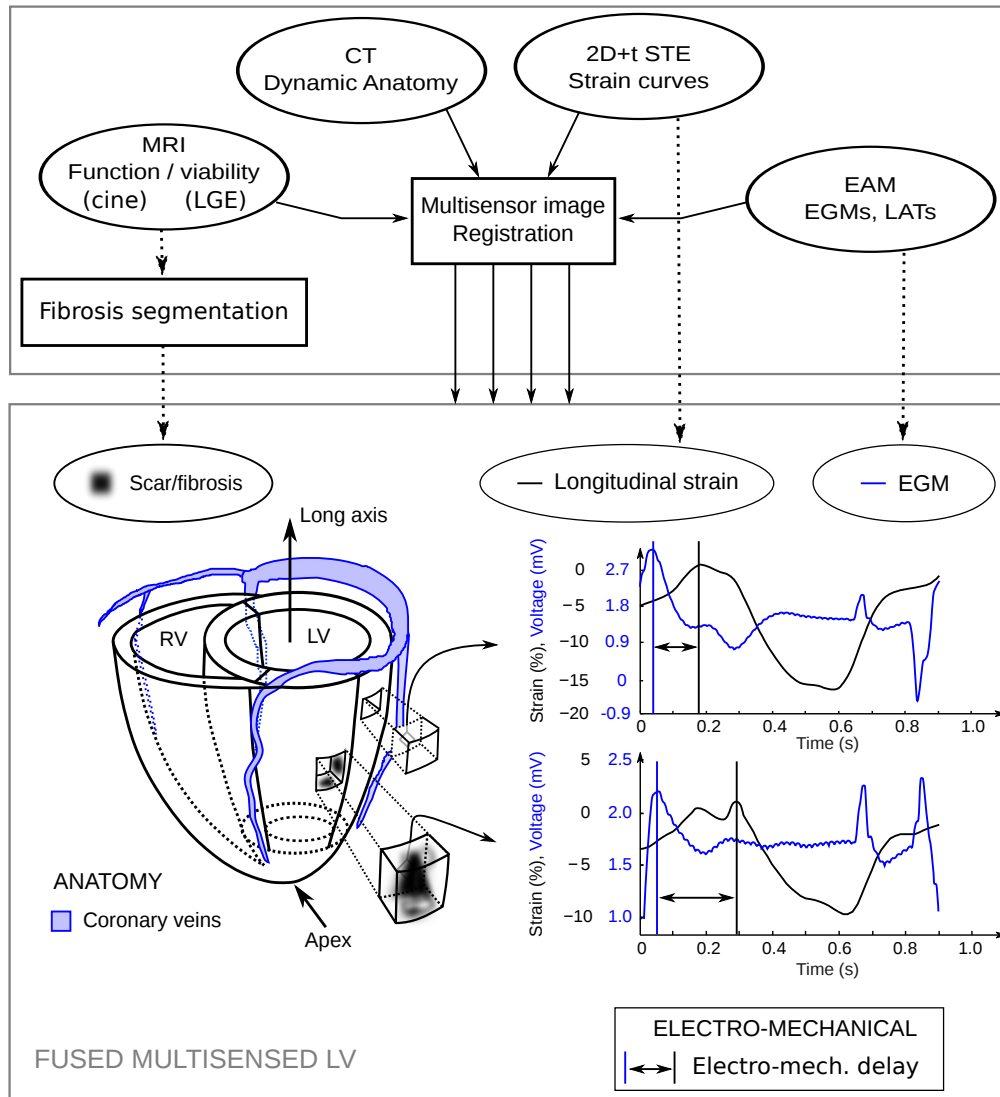 CT
Dynamic Anatomy
2D+t STE
Strain curves
MRI
Function / viability
(cine) (LGE)
Multisensor image
Registration
EAM
EGMs, LATs
Fibrosis segmentation
Scar/fibrosis
Longitudinal strain
EGM
Long axis
RV
LV
ANATOMY
Coronary veins
Apex
Strain (%), Voltage (mV)
0
−5
−10
−15
−20
2.7
1.8
0.9
0
-0.9
0 0.2 0.4 0.6 0.8 1.0
Time (s)
Strain (%), Voltage (mV)
5
0
−5
−10
2.5
2.0
1.5
1.0
0 0.2 0.4 0.6 0.8 1.0
Time (s)
ELECTRO-MECHANICAL
Electro-mech. delay
FUSED MULTISENSED LV